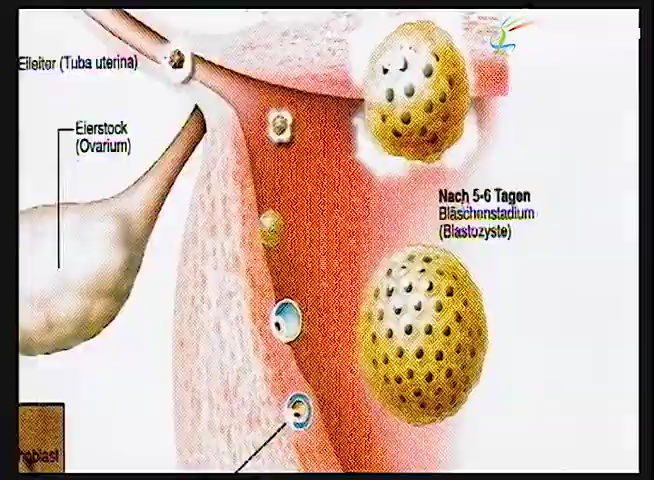 Eileiter (Tuba uterina)
Eierstock
(Ovarium)
Nach 5-6 Tagen
Bläschenstadium
(Blastozyste)